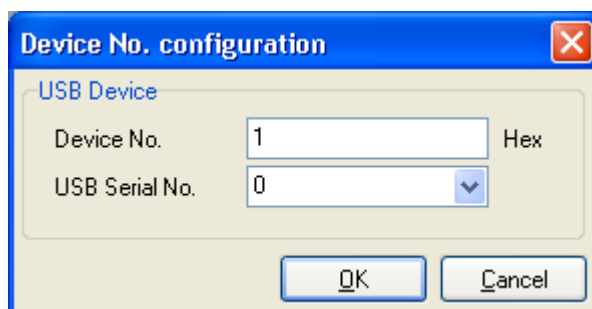 Device No. configuration
USB Device
Device No. 1 Hex
USB Serial No. 0
OK Cancel